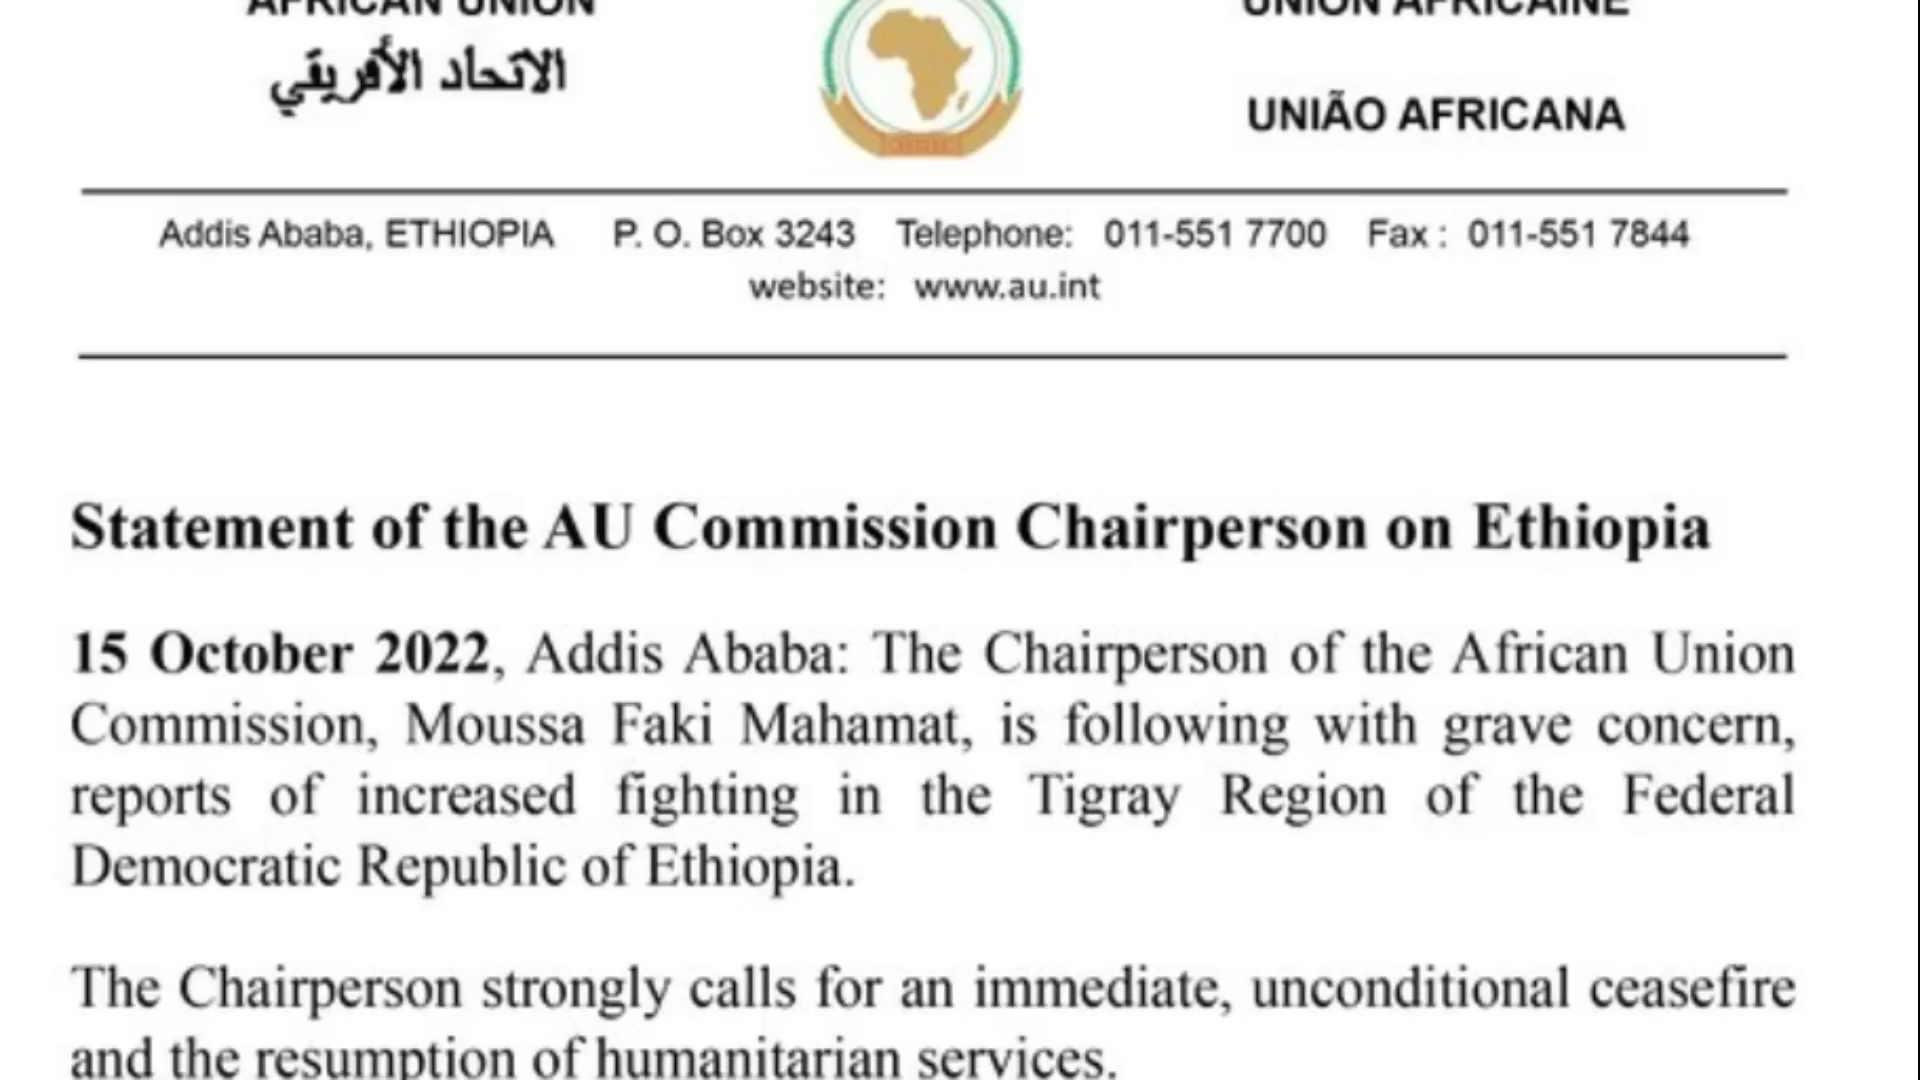 AFRICAN UNION
UNION AFRICAINE
الاتحاد الأفريقي
UNIÃO AFRICANA
Addis Ababa, ETHIOPIA P. O. Box 3243 Telephone: 011-551 7700 Fax : 011-551 7844
website: www.au.int
Statement of the AU Commission Chairperson on Ethiopia
15 October 2022, Addis Ababa: The Chairperson of the African Union
Commission, Moussa Faki Mahamat, is following with grave concern,
reports of increased fighting in the Tigray Region of the Federal
Democratic Republic of Ethiopia.
The Chairperson strongly calls for an immediate, unconditional ceasefire
and the resumption of humanitarian services.